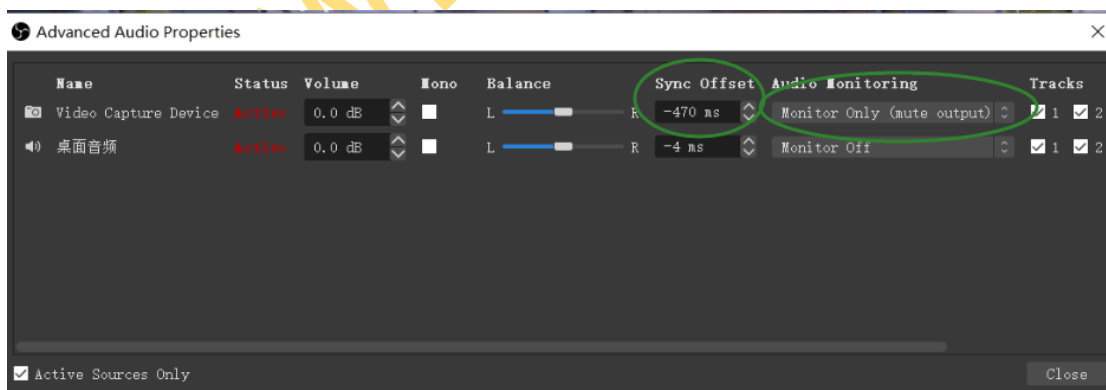 Advanced Audio Properties
Name Status Volume Mono Balance Sync Offset Audio Monitoring Tracks
Video Capture Device Active 0.0 dB L R -470 ms Monitor Only (mute output) 1 2
桌面音频 Active 0.0 dB L R -4 ms Monitor Off 1 2
Active Sources Only Close